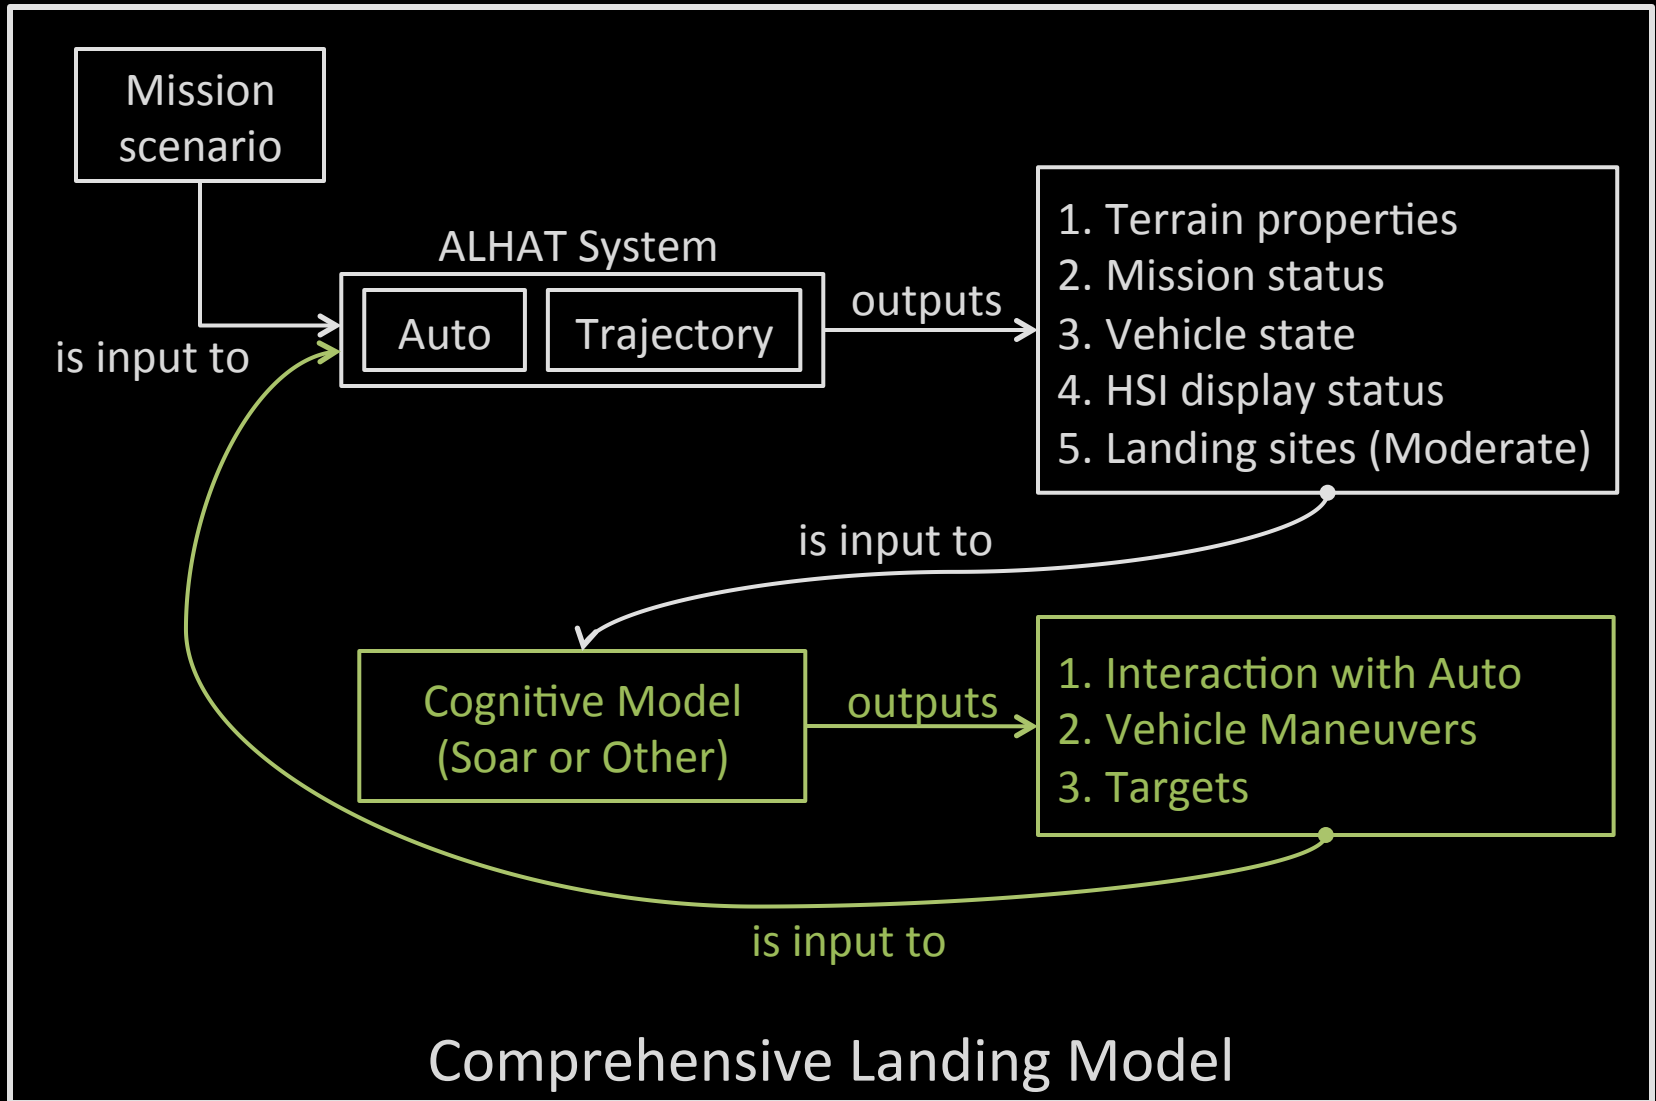 Mission
scenario
ALHAT System
Auto
Trajectory
is input to
outputs
1. Terrain properties
2. Mission status
3. Vehicle state
4. HSI display status
5. Landing sites (Moderate)
is input to
Cognitive Model
(Soar or Other)
outputs
1. Interaction with Auto
2. Vehicle Maneuvers
3. Targets
is input to
Comprehensive Landing Model